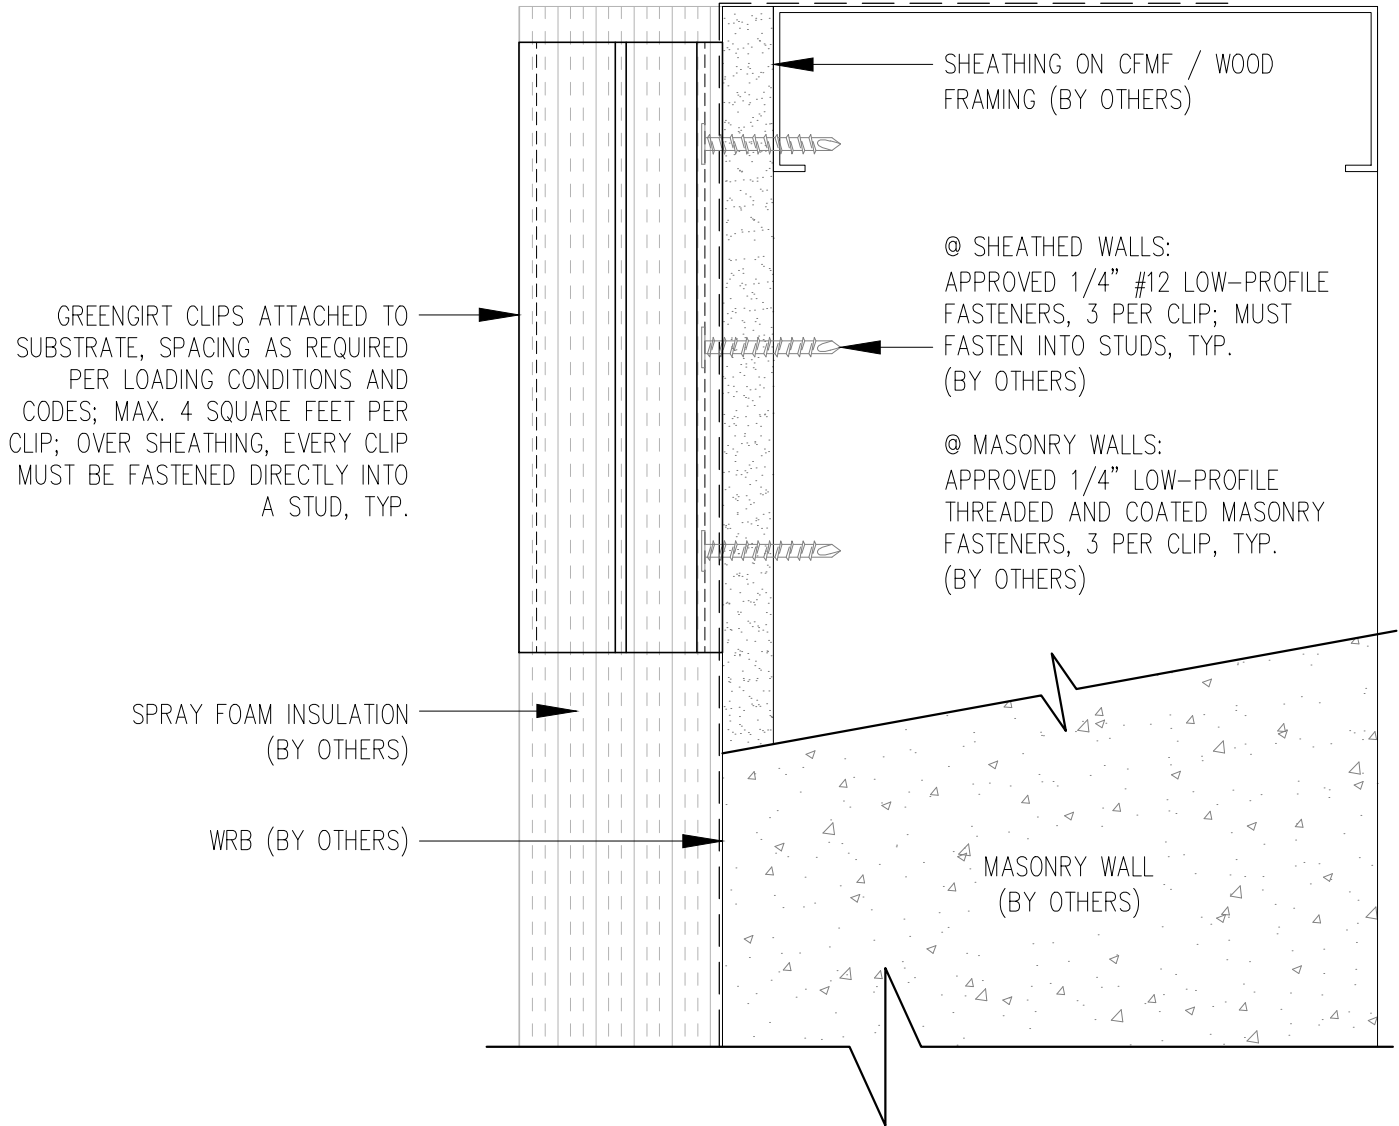 SHEATHING ON CFMF / WOOD
FRAMING (BY OTHERS)
@ SHEATHED WALLS:
APPROVED 1/4" #12 LOW-PROFILE
FASTENERS, 3 PER CLIP; MUST
FASTEN INTO STUDS, TYP.
(BY OTHERS)
@ MASONRY WALLS:
APPROVED 1/4" LOW-PROFILE
THREADED AND COATED MASONRY
FASTENERS, 3 PER CLIP, TYP.
(BY OTHERS)
GREENGIRT CLIPS ATTACHED TO
SUBSTRATE, SPACING AS REQUIRED
PER LOADING CONDITIONS AND
CODES; MAX. 4 SQUARE FEET PER
CLIP; OVER SHEATHING, EVERY CLIP
MUST BE FASTENED DIRECTLY INTO
A STUD, TYP.
SPRAY FOAM INSULATION
(BY OTHERS)
WRB (BY OTHERS)
MASONRY WALL
(BY OTHERS)